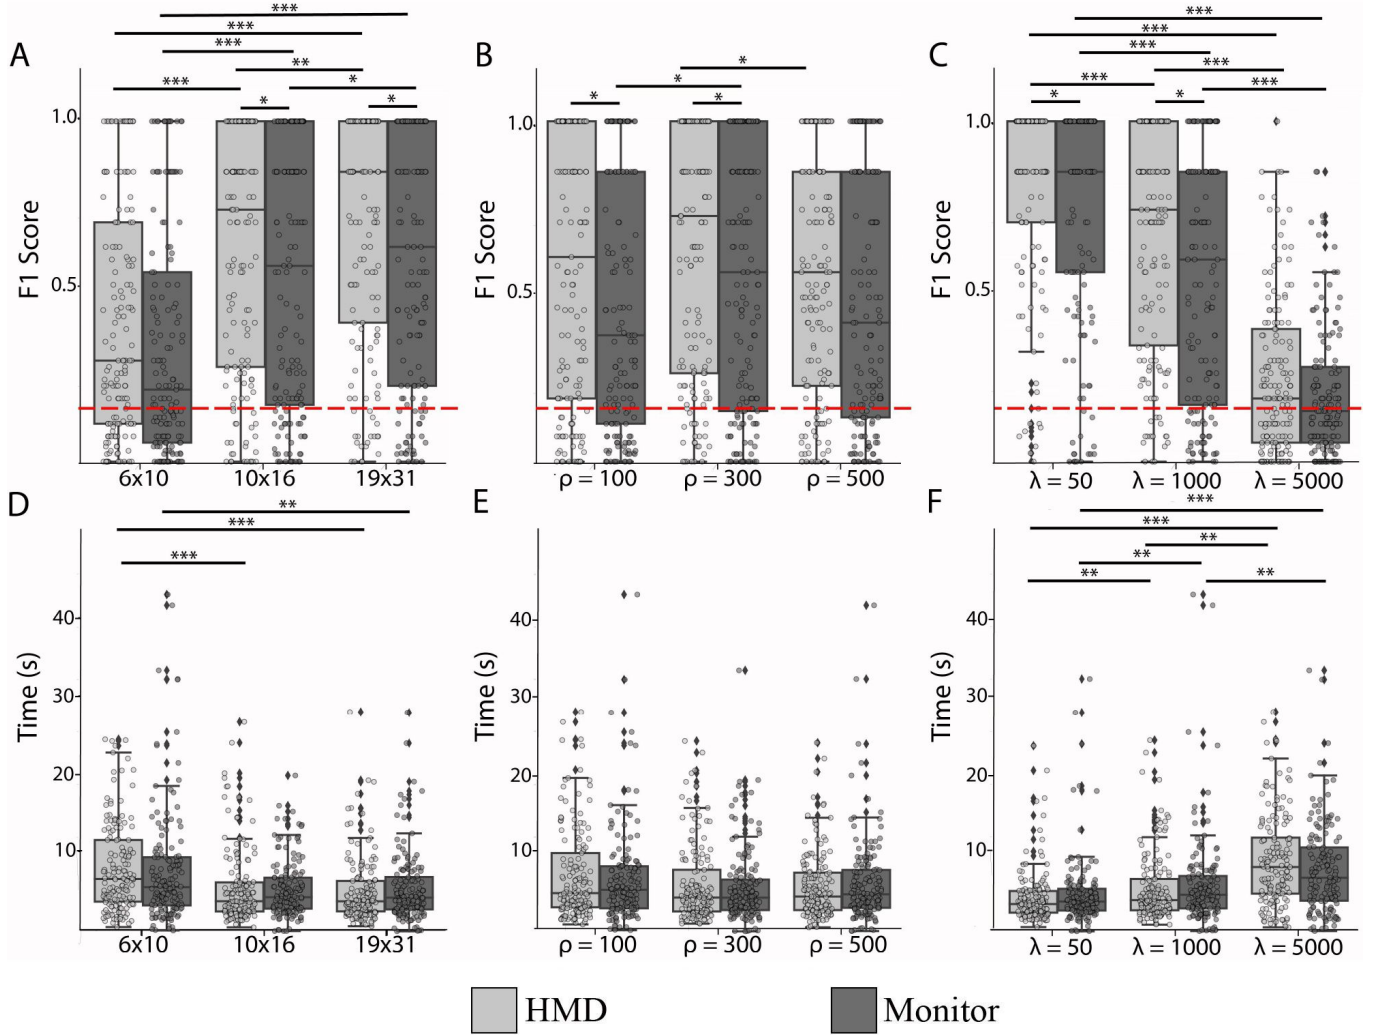 ***
***
***
***
***
***
***
*
**
*
***
***
A
***
*
*
B
*
*
*
C
***
*
*
***
F1 Score
1.0
0.5
F1 Score
1.0
0.5
F1 Score
1.0
0.5
6x10
10x16
19x31
ρ = 100
ρ = 300
ρ = 500
λ = 50
λ = 1000
λ = 5000
D
**
***
***
E
F
***
***
**
**
**
**
Time (s)
40
30
20
10
Time (s)
40
30
20
10
Time (s)
40
30
20
10
6x10
10x16
19x31
ρ = 100
ρ = 300
ρ = 500
λ = 50
λ = 1000
λ = 5000
HMD
Monitor